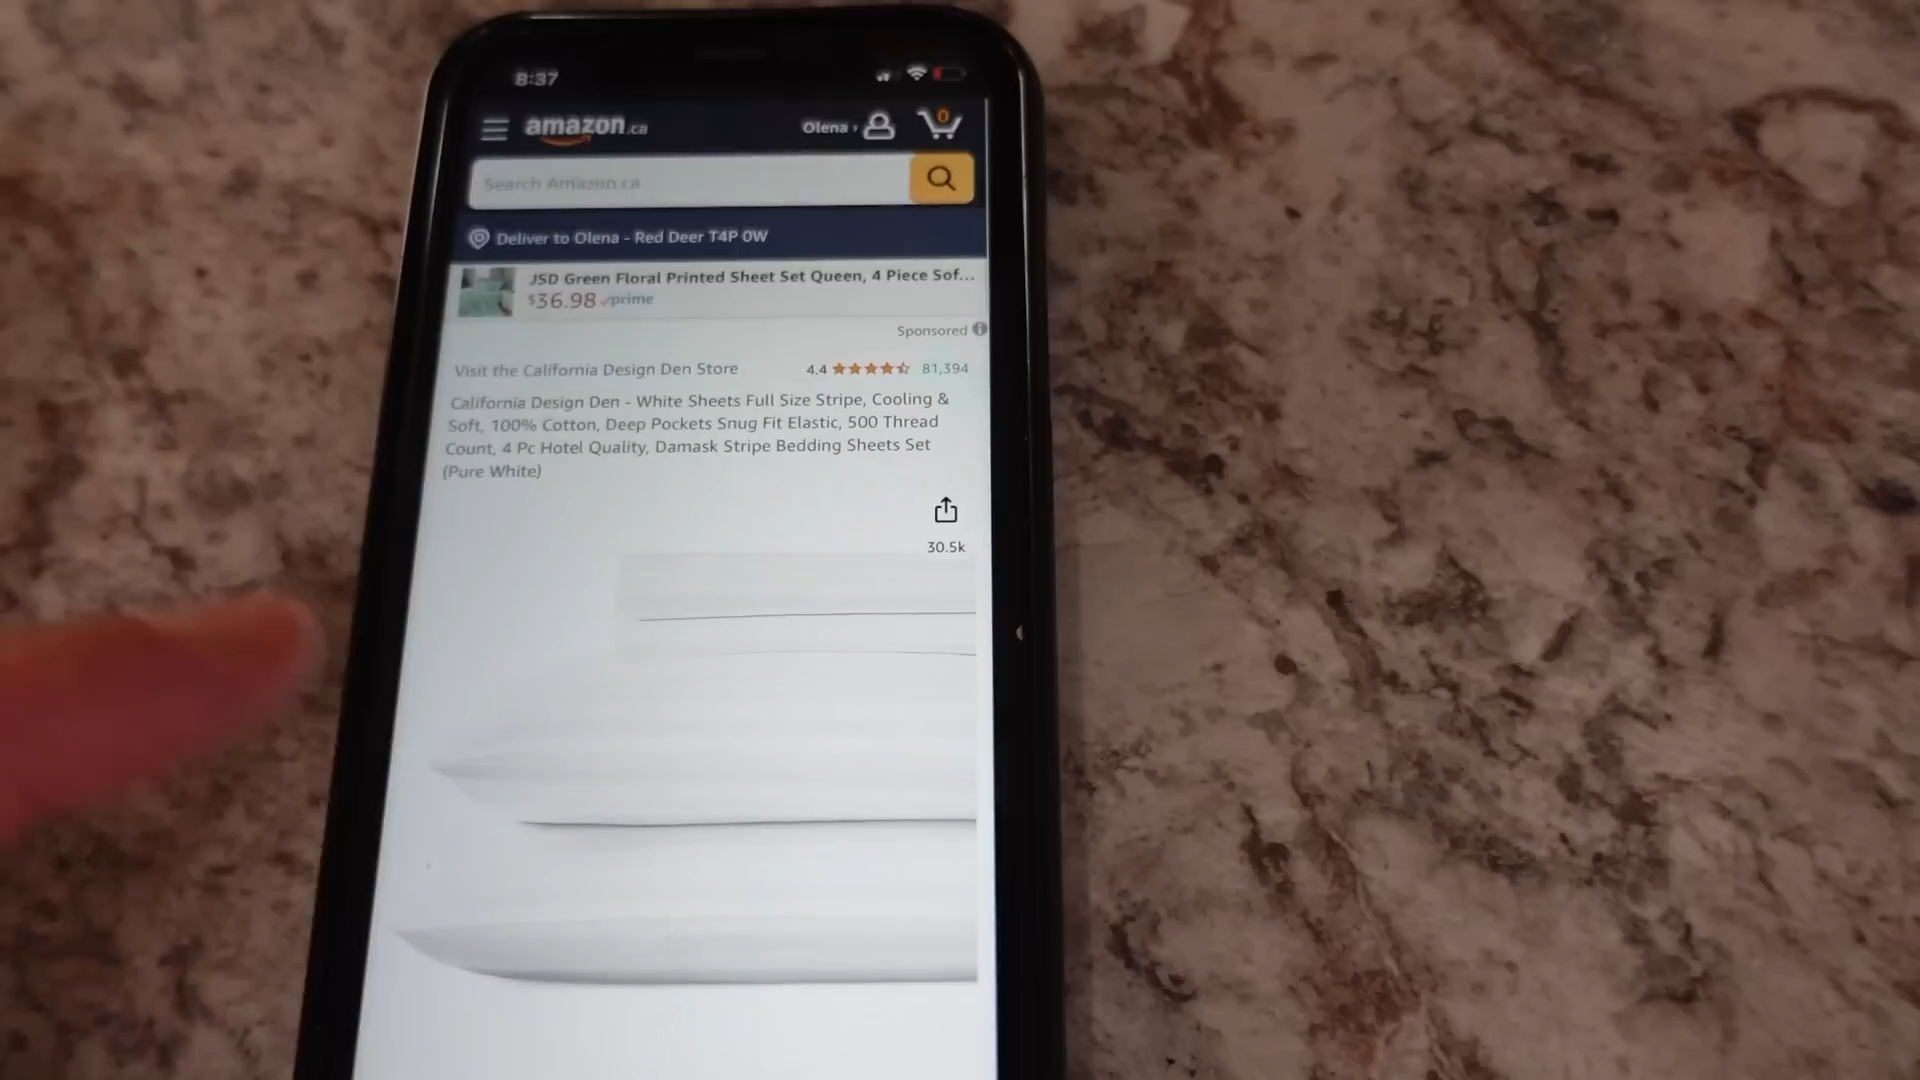 8:37
amazon.ca
Olena ›
0
Search Amazon.ca
Deliver to Olena - Red Deer T4P 0W
JSD Green Floral Printed Sheet Set Queen, 4 Piece Sof...
$36.98 prime
Sponsored
Visit the California Design Den Store 4.4 81,394
California Design Den - White Sheets Full Size Stripe, Cooling &
Soft, 100% Cotton, Deep Pockets Snug Fit Elastic, 500 Thread
Count, 4 Pc Hotel Quality, Damask Stripe Bedding Sheets Set
(Pure White)
30.5k